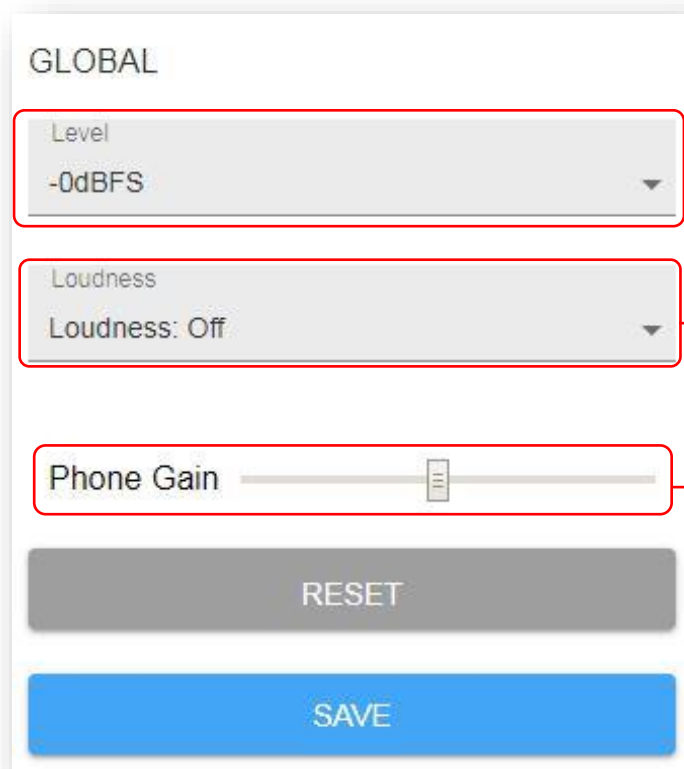 GLOBAL
Level
-0dBFS
Loudness
Loudness: Off
Phone Gain
RESET
SAVE